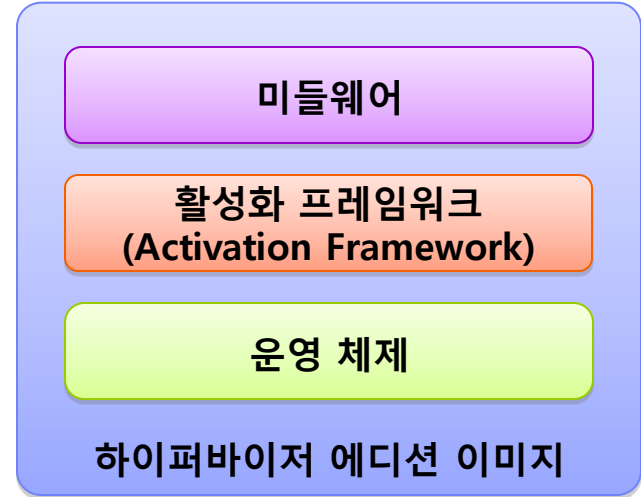 미들웨어
활성화 프레임워크
(Activation Framework)
운영 체제
하이퍼바이저 에디션 이미지